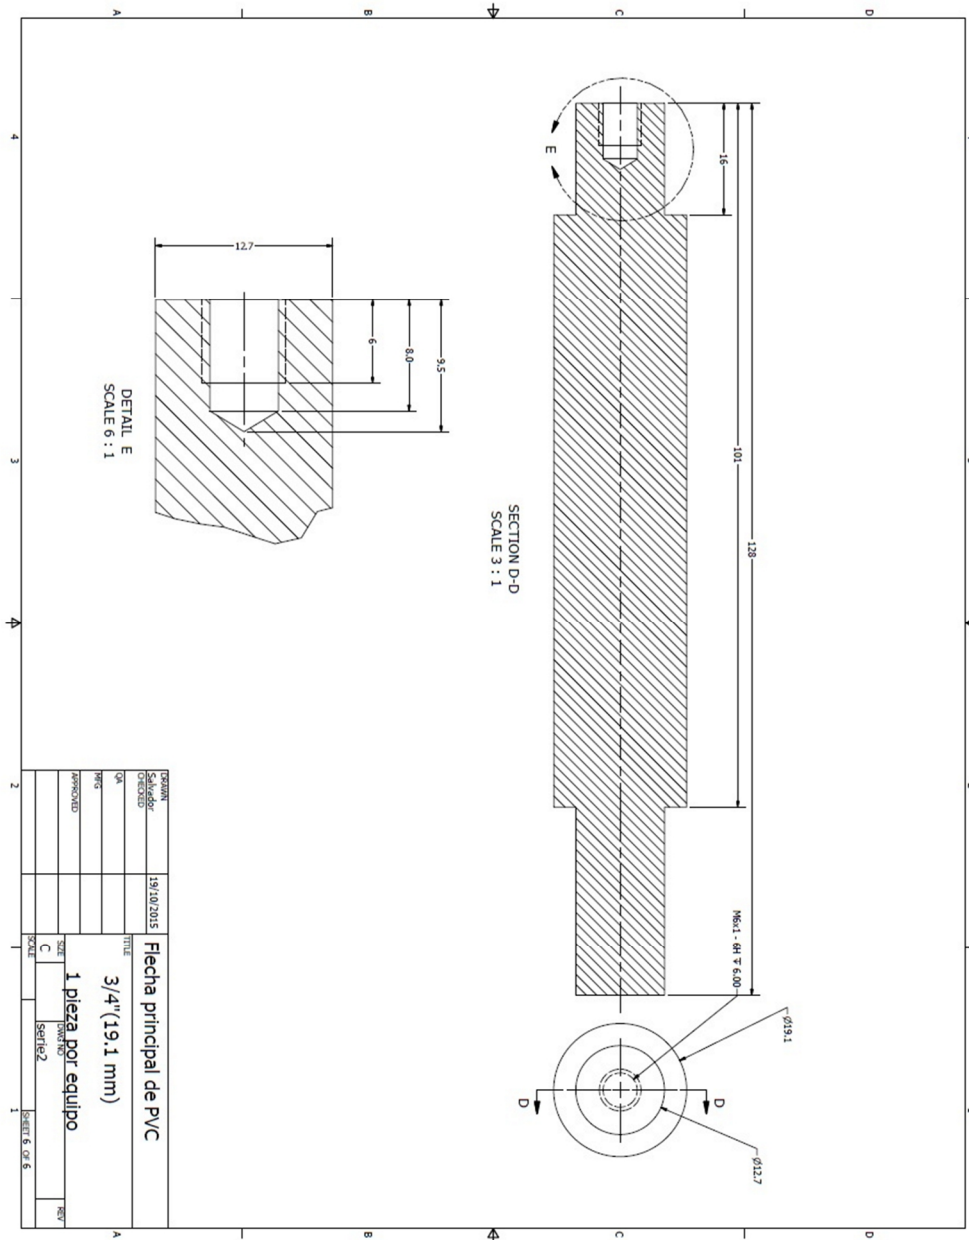 D
C
B
A
4
3
2
1
16
101
128
E
SECTION D-D
SCALE 3 : 1
M6x1 - 6H ↧ 6.00
Ø19.1
Ø12.7
D
D
12.7
6
8.0
9.5
DETAIL E
SCALE 6 : 1
DRAWN
Salvador
19/10/2015
CHECKED
QA
MFG
APPROVED
Flecha principal de PVC
TITLE
3/4"(19.1 mm)
1 pieza por equipo
SIZE
C
DWG NO
serie2
REV
SCALE
SHEET 6 OF 6
D
C
B
A